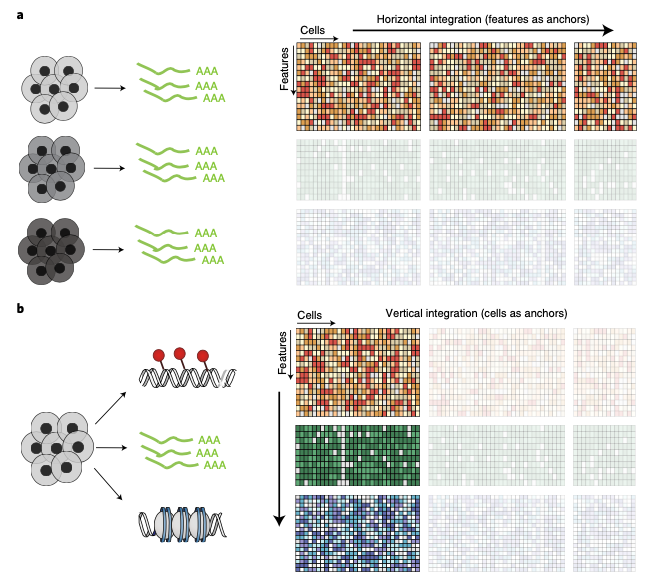 a
Horizontal integration (features as anchors)
Cells
Features
AAA
AAA
AAA
AAA
AAA
AAA
AAA
AAA
AAA
b
Vertical integration (cells as anchors)
Cells
Features
AAA
AAA
AAA